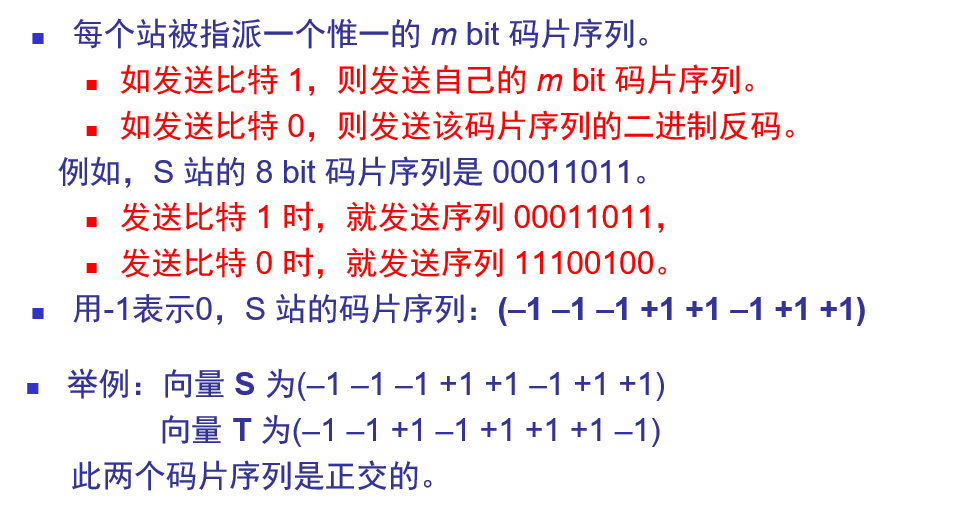 每个站被指派一个惟一的 m bit 码片序列。
如发送比特 1，则发送自己的 m bit 码片序列。
如发送比特 0，则发送该码片序列的二进制反码。
例如，S 站的 8 bit 码片序列是 00011011。
发送比特 1 时，就发送序列 00011011，
发送比特 0 时，就发送序列 11100100。
用-1表示0，S 站的码片序列：(–1 –1 –1 +1 +1 –1 +1 +1)
举例：向量 S 为(–1 –1 –1 +1 +1 –1 +1 +1)
向量 T 为(–1 –1 +1 –1 +1 +1 +1 –1)
此两个码片序列是正交的。